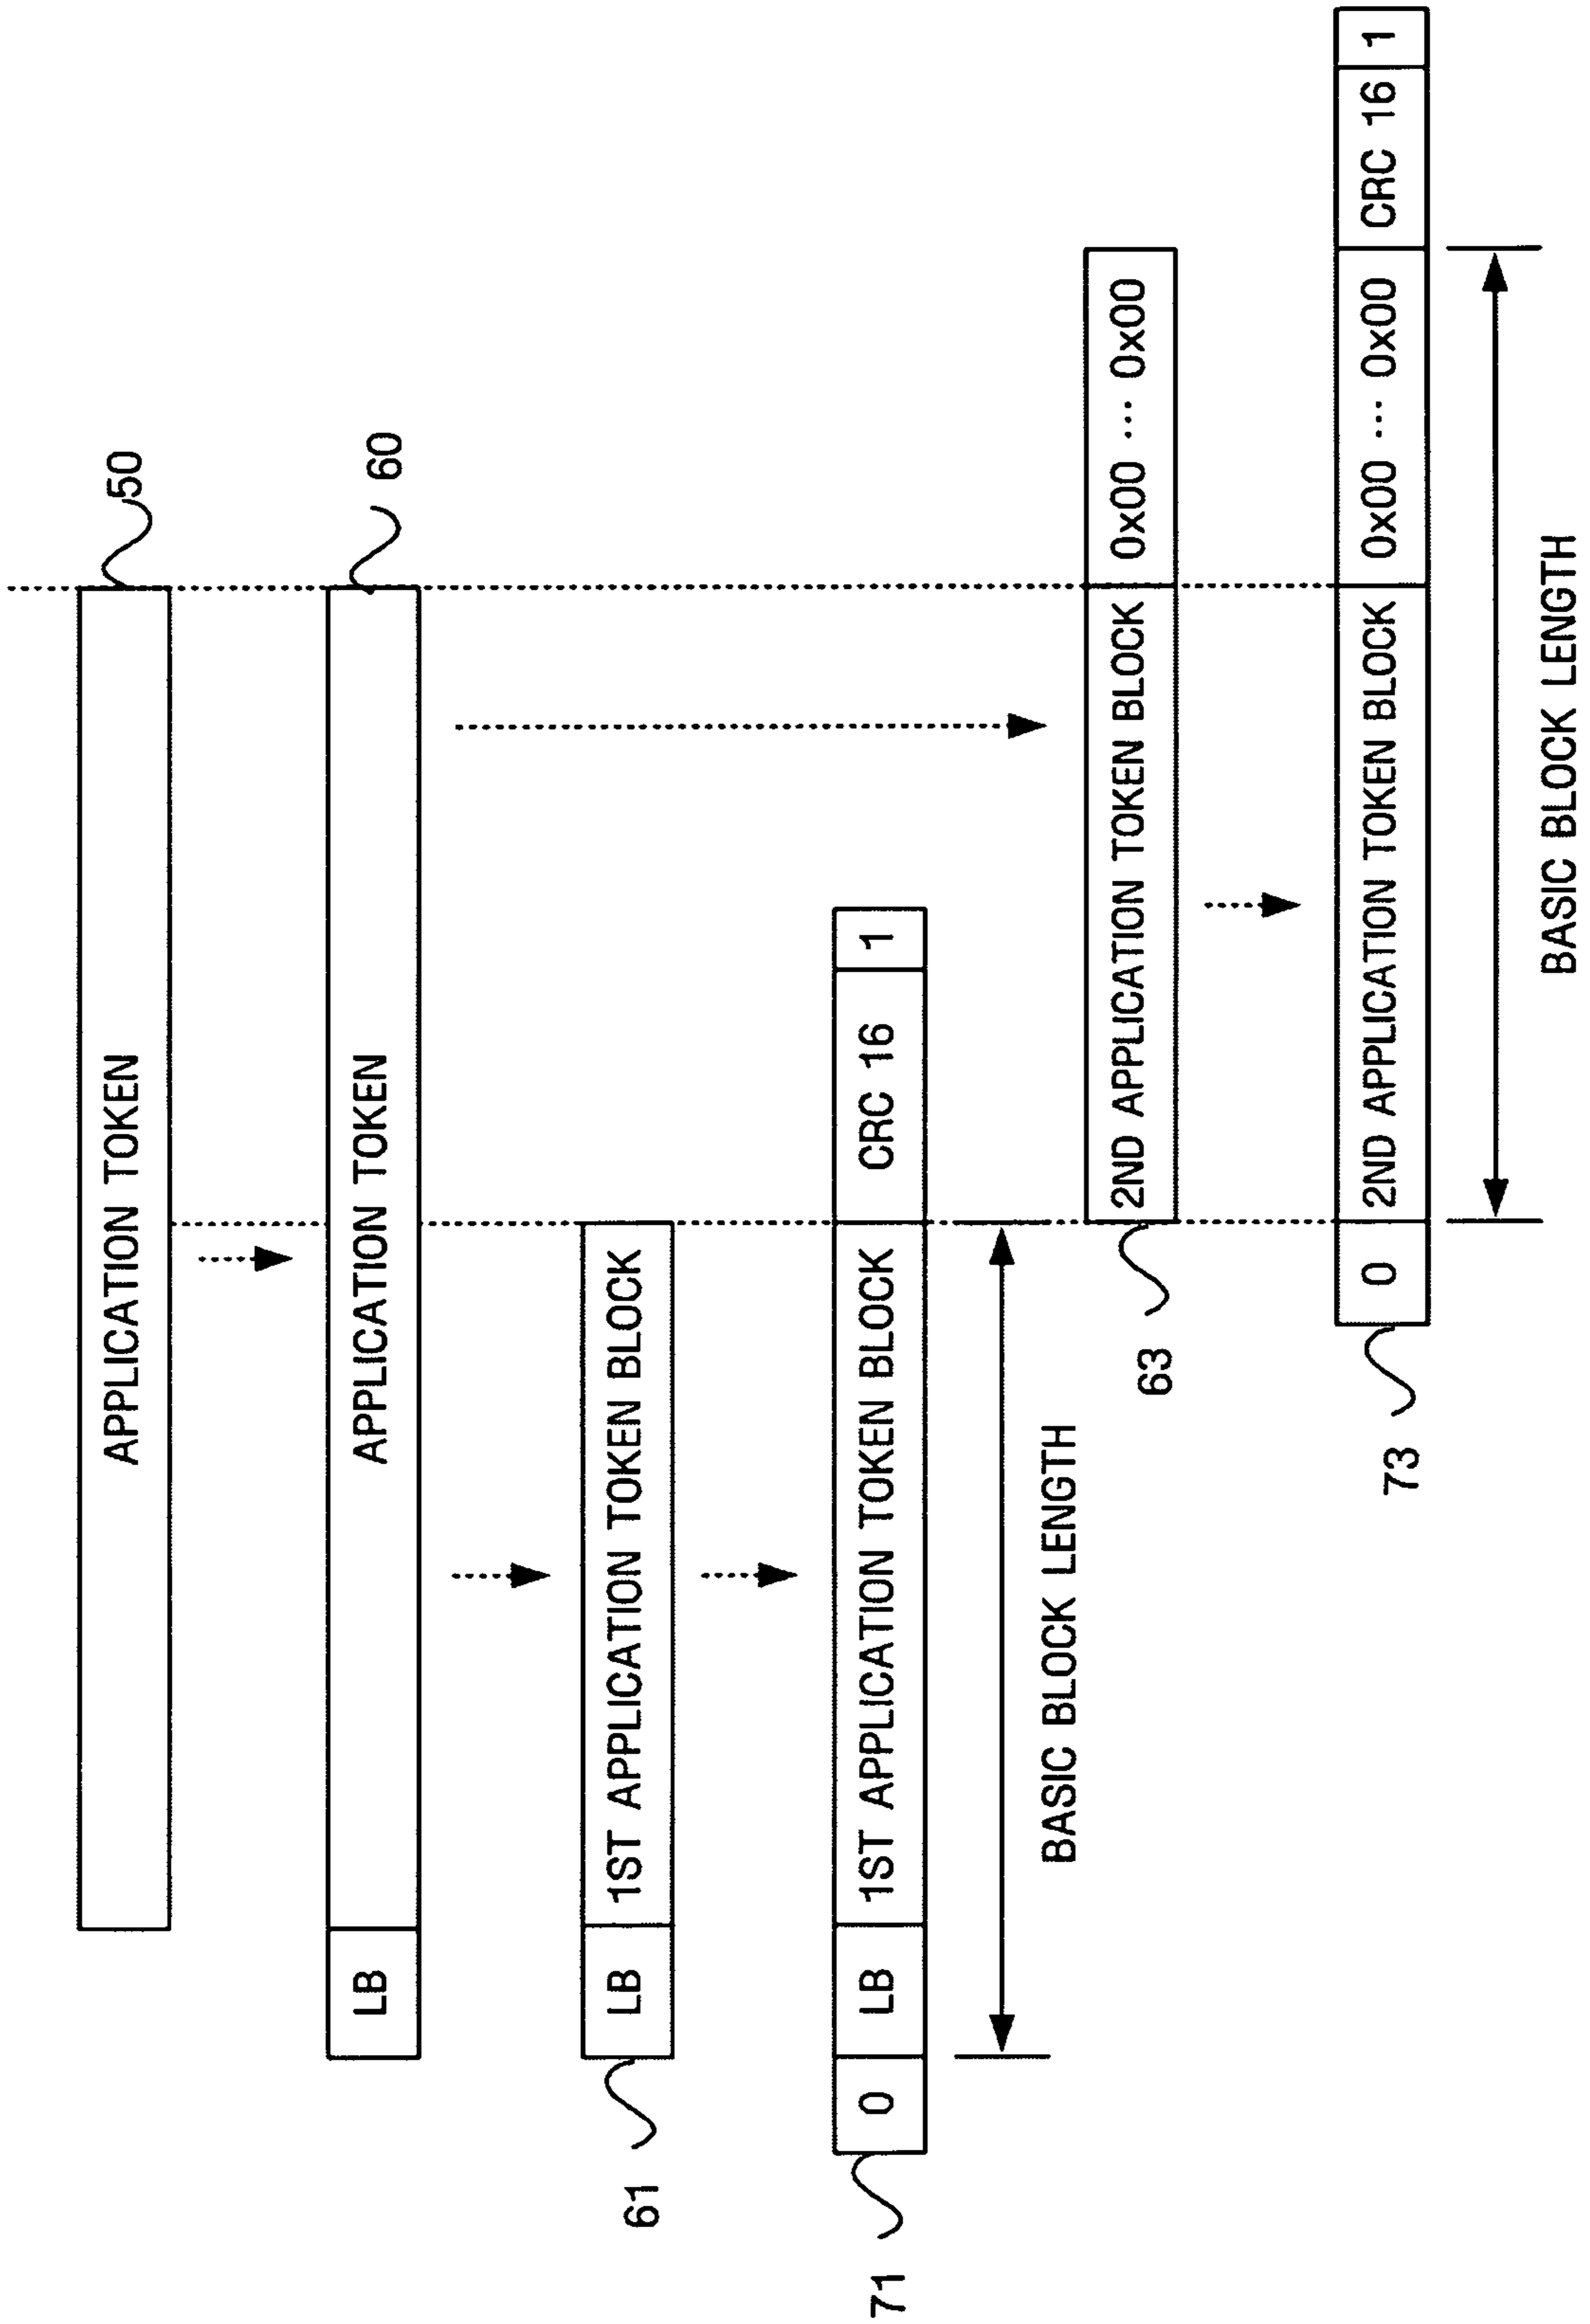 50
APPLICATION TOKEN
60
LB APPLICATION TOKEN
61
LB 1ST APPLICATION TOKEN BLOCK
71
0 LB 1ST APPLICATION TOKEN BLOCK CRC 16 1
BASIC BLOCK LENGTH
63
2ND APPLICATION TOKEN BLOCK 0x00 ... 0x00
73
0 2ND APPLICATION TOKEN BLOCK 0x00 ... 0x00 CRC 16 1
BASIC BLOCK LENGTH